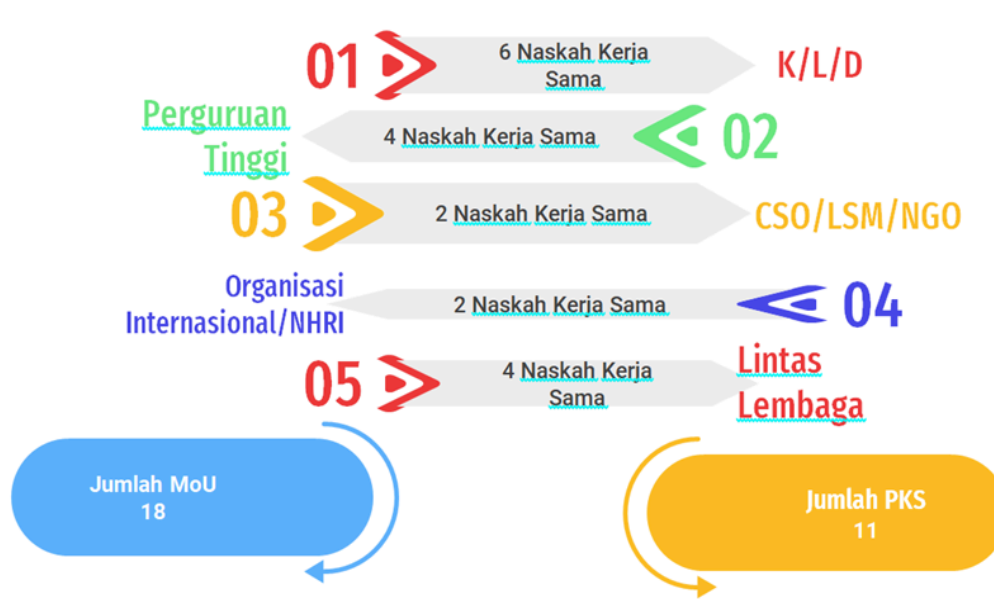 01
6 Naskah Kerja
Sama
K/L/D
Perguruan
Tinggi
4 Naskah Kerja Sama
02
03
2 Naskah Kerja Sama
CSO/LSM/NGO
Organisasi
Internasional/NHRI
2 Naskah Kerja Sama
04
05
4 Naskah Kerja
Sama
Lintas
Lembaga
Jumlah MoU
18
Jumlah PKS
11